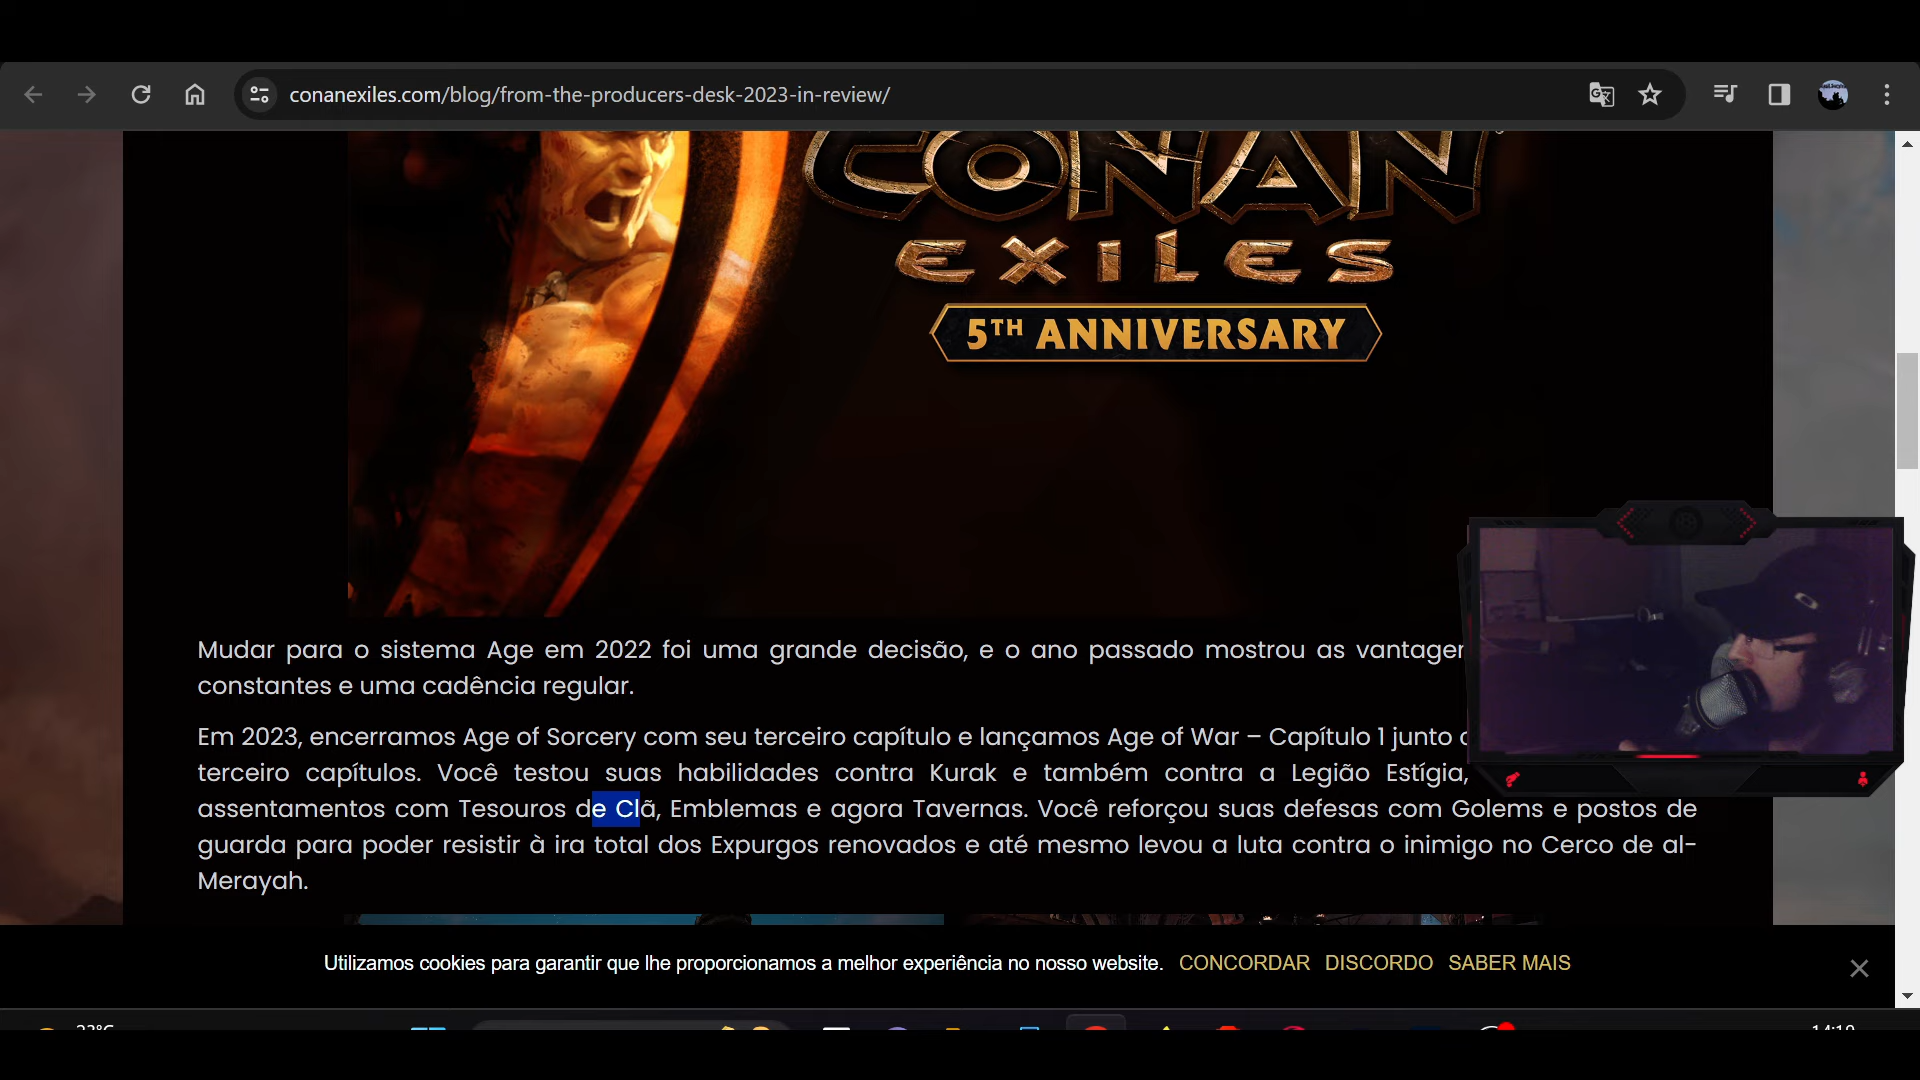 conanexiles.com/blog/from-the-producers-desk-2023-in-review/
CONAN
EXILES
5TH ANNIVERSARY
Mudar para o sistema Age em 2022 foi uma grande decisão, e o ano passado mostrou as
constantes e uma cadência regular.
Em 2023, encerramos Age of Sorcery com seu terceiro capítulo e lançamos Age of War – Capítulo 1 junto
terceiro capítulos. Você testou suas habilidades contra Kurak e também contra a Legião Estígia,
assentamentos com Tesouros de Clã, Emblemas e agora Tavernas. Você reforçou suas defesas com Golems e postos de
guarda para poder resistir à ira total dos Expurgos renovados e até mesmo levou a luta contra o inimigo no Cerco de al-
Merayah.
Utilizamos cookies para garantir que lhe proporcionamos a melhor experiência no nosso website. CONCORDAR DISCORDO SABER MAIS